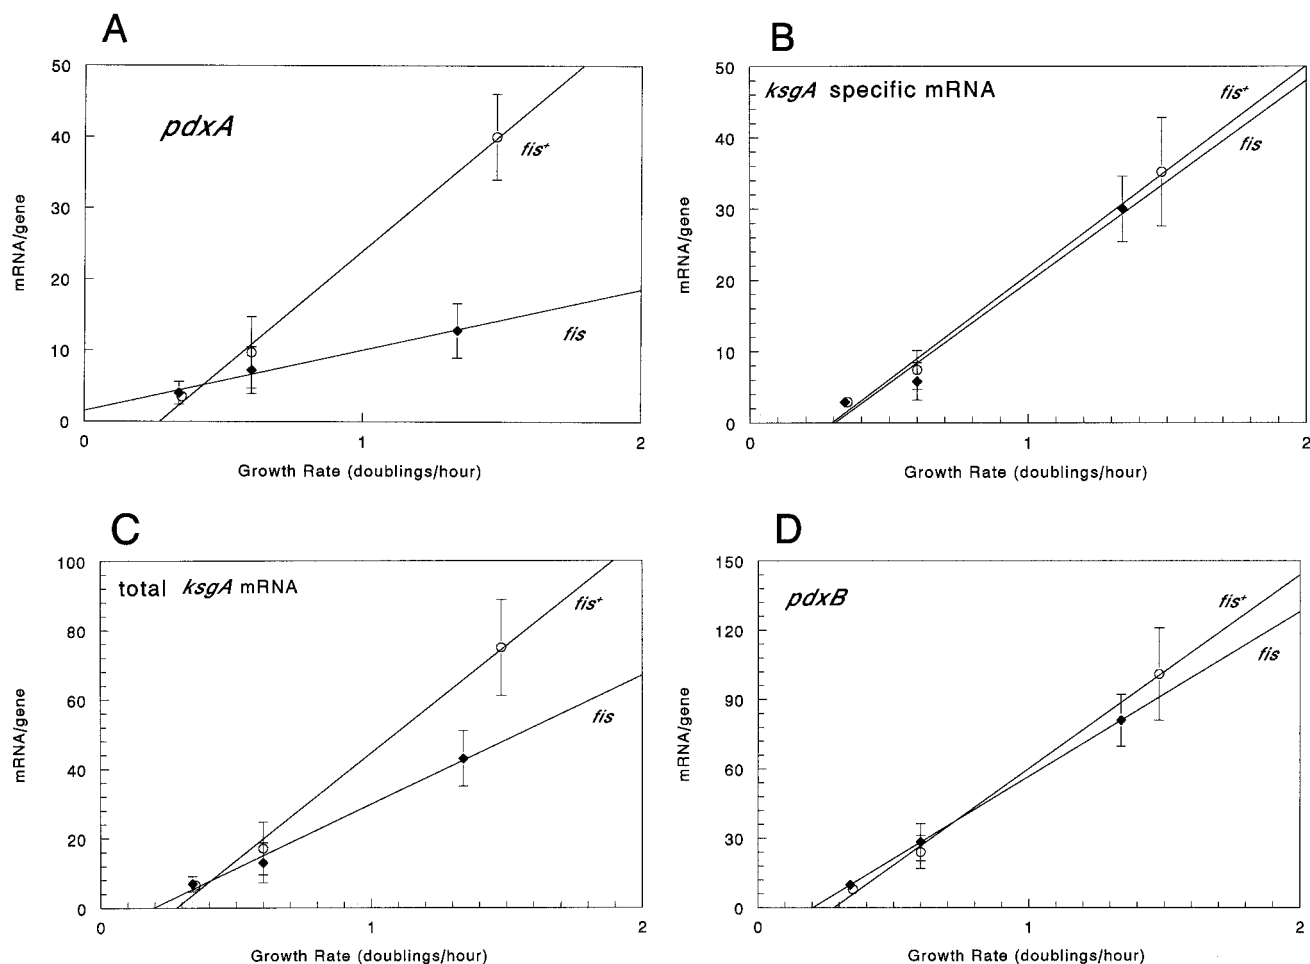 A
pdxA
fis⁺
fis
50
40
30
20
10
0
mRNA/gene
0 1 2
Growth Rate (doublings/hour)
B
ksgA specific mRNA
fis⁺
fis
50
40
30
20
10
0
mRNA/gene
0 1 2
Growth Rate (doublings/hour)
C
total ksgA mRNA
fis⁺
fis
100
80
60
40
20
0
mRNA/gene
0 1 2
Growth Rate (doublings/hour)
D
pdxB
fis⁺
fis
150
120
90
60
30
0
mRNA/gene
0 1 2
Growth Rate (doublings/hour)